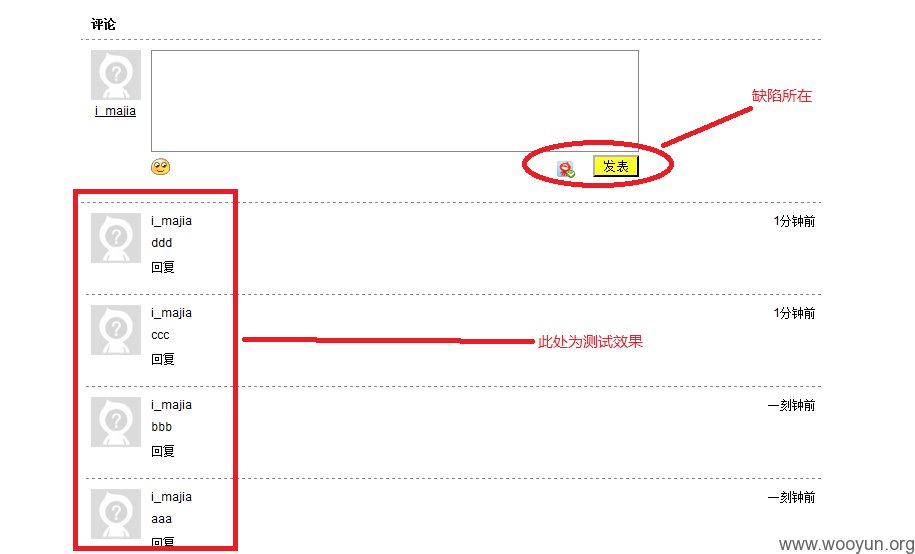 评论
i_majia
缺陷所在
发表
i_majia
1分钟前
ddd
回复
i_majia
1分钟前
ccc
此处为测试效果
回复
i_majia
一刻钟前
bbb
回复
i_majia
一刻钟前
aaa
回复
www.wooyun.org